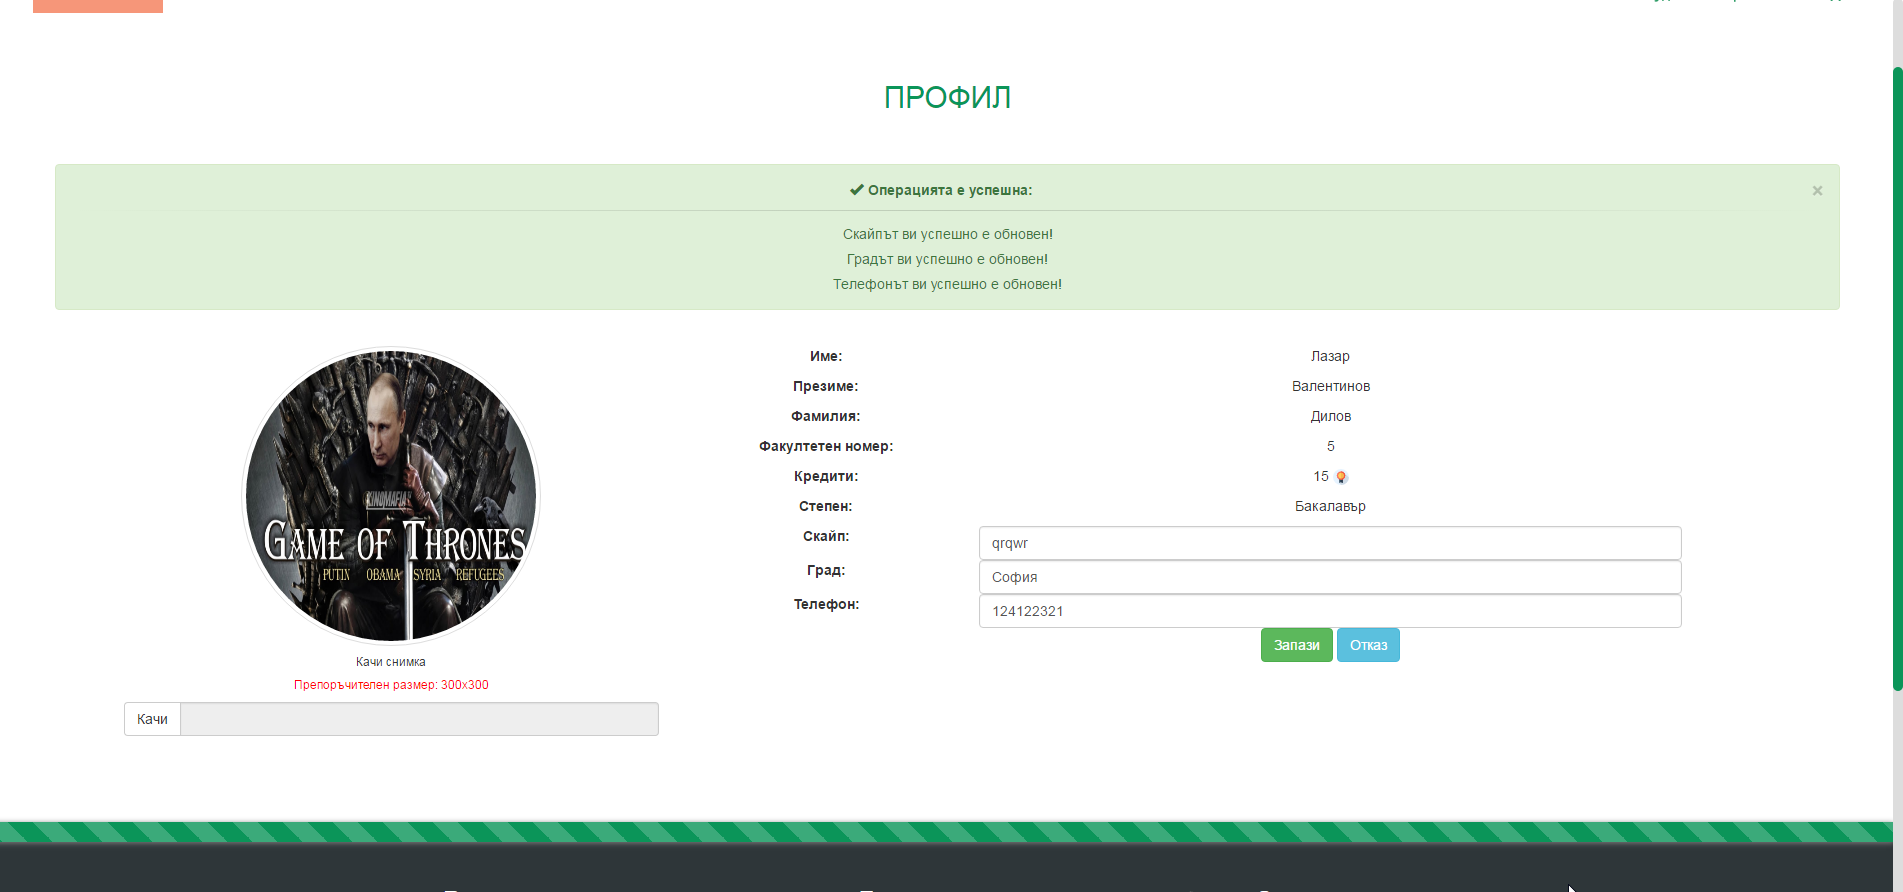 ПРОФИЛ
Операцията е успешна:
×
Скайпът ви успешно е обновен!
Градът ви успешно е обновен!
Телефонът ви успешно е обновен!
KINOMAFIA
GAME OF THRONES
PUTIN OBAMA SYRIA REFUGEES
Качи снимка
Препоръчителен размер: 300x300
Качи
Име: Лазар
Презиме: Валентинов
Фамилия: Дилов
Факултетен номер: 5
Кредити: 15
Степен: Бакалавър
Скайп: qrqwr
Град: София
Телефон: 124122321
Запази Отказ